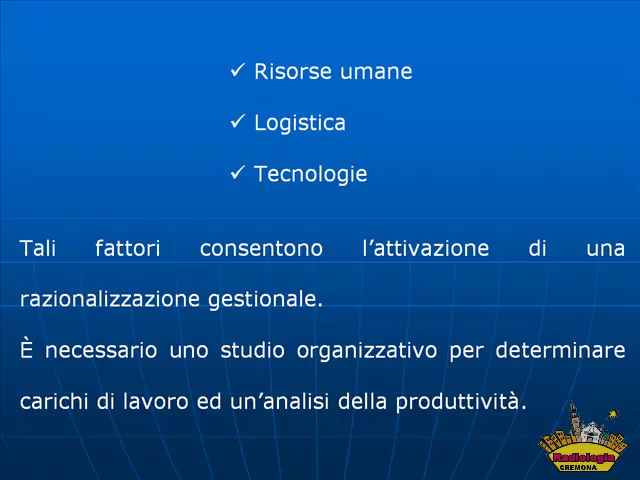 ✓ Risorse umane
✓ Logistica
✓ Tecnologie
Tali fattori consentono l’attivazione di una
razionalizzazione gestionale.
È necessario uno studio organizzativo per determinare
carichi di lavoro ed un’analisi della produttività.
Radiologia
CREMONA